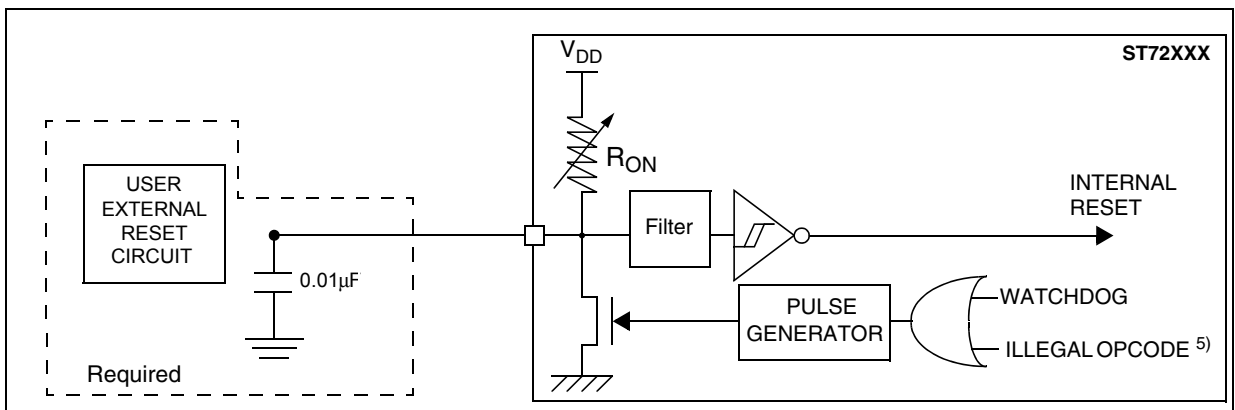 V_DD
ST72XXX
R_ON
USER
EXTERNAL
RESET
CIRCUIT
0.01µF
Required
Filter
INTERNAL
RESET
PULSE
GENERATOR
WATCHDOG
ILLEGAL OPCODE 5)